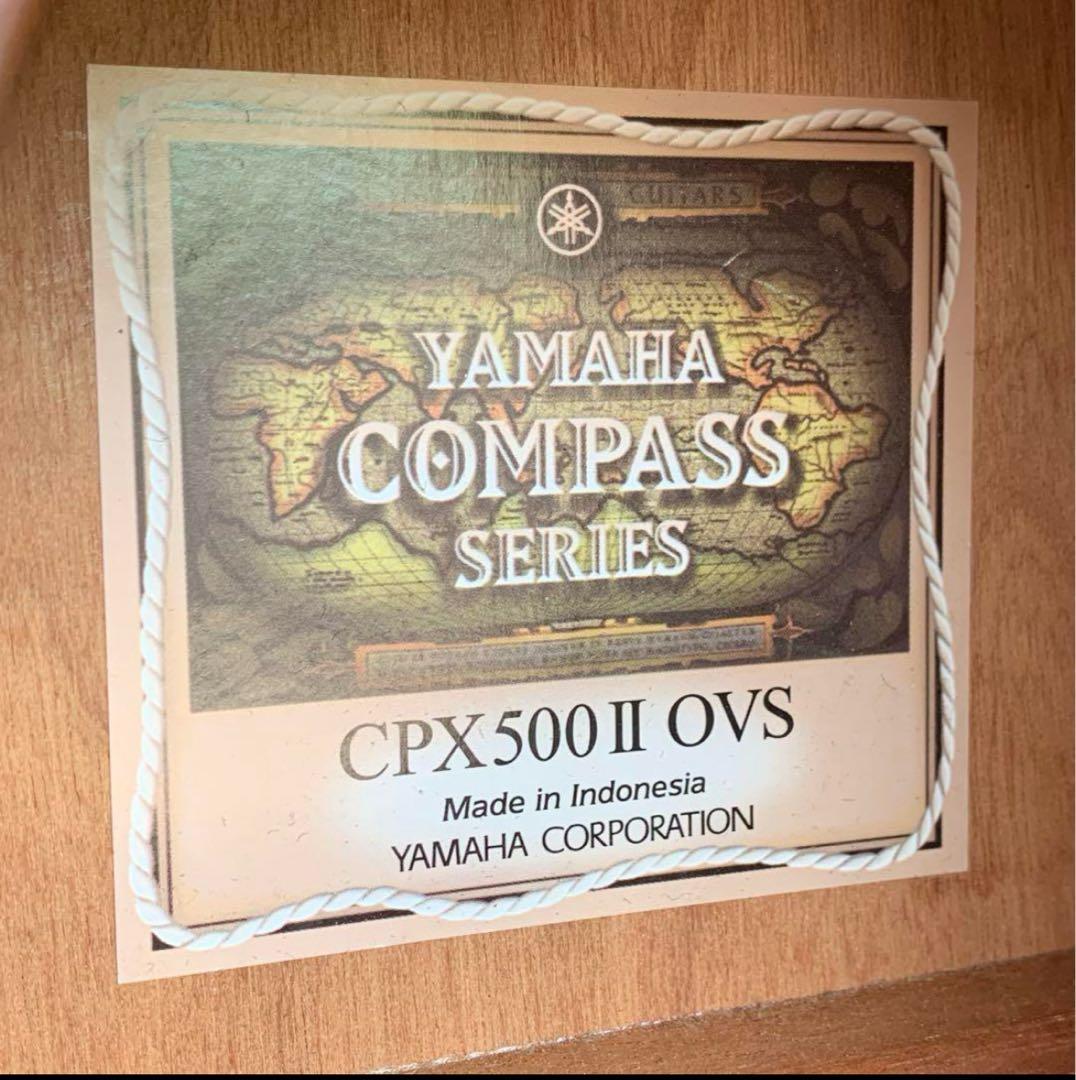 GUITARS
YAMAHA
COMPASS
SERIES
CPX500 II OVS
Made in Indonesia
YAMAHA CORPORATION